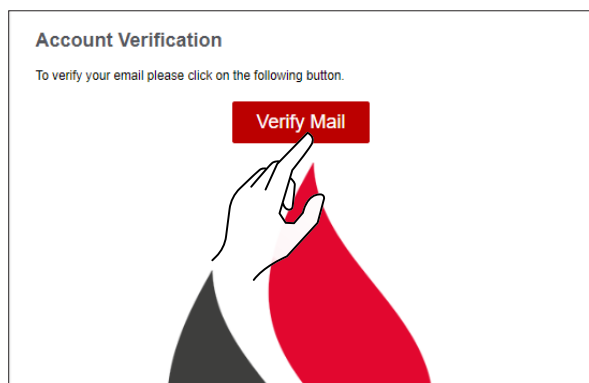 Account Verification
To verify your email please click on the following button.
Verify Mail